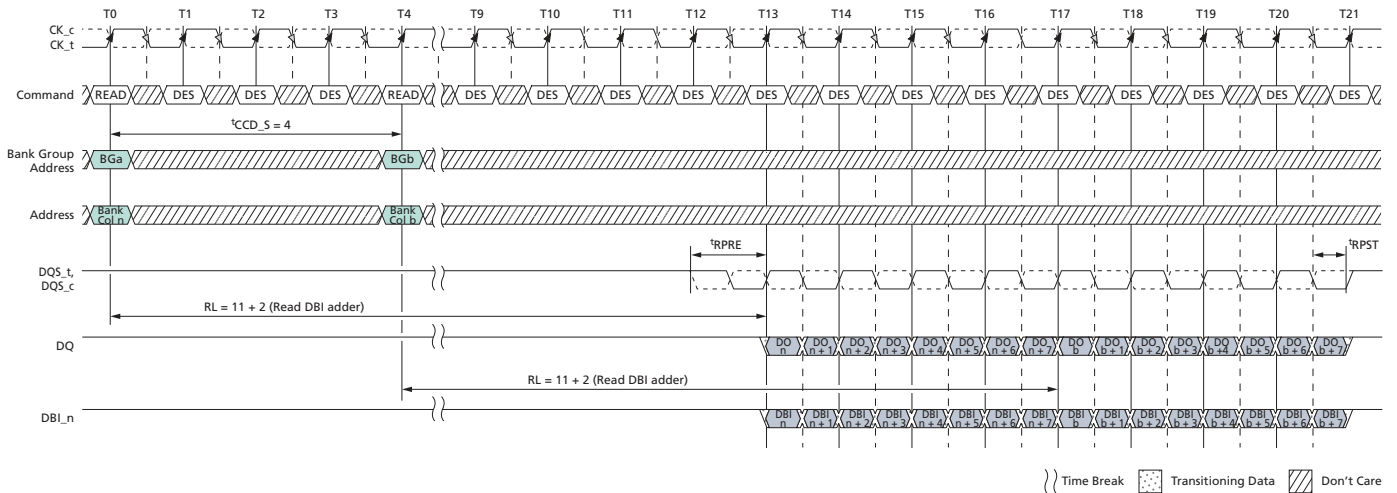 T0 T1 T2 T3 T4 T9 T10 T11 T12 T13 T14 T15 T16 T17 T18 T19 T20 T21
CK_c
CK_t
Command READ DES DES DES READ DES DES DES DES DES DES DES DES DES DES DES DES DES
tCCD_S = 4
Bank Group
Address
BGa BGb
Address
Bank
Col n
Bank
Col b
tRPRE tRPST
DQS_t,
DQS_c
RL = 11 + 2 (Read DBI adder)
DQ
DO
n
DO
n + 1
DO
n + 2
DO
n + 3
DO
n + 4
DO
n + 5
DO
n + 6
DO
n + 7
DO
b
DO
b + 1
DO
b + 2
DO
b + 3
DO
b +4
DO
b + 5
DO
b + 6
DO
b + 7
RL = 11 + 2 (Read DBI adder)
DBI_n
DBI
n
DBI
n + 1
DBI
n + 2
DBI
n + 3
DBI
n + 4
DBI
n + 5
DBI
n + 6
DBI
n + 7
DBI
b
DBI
b + 1
DBI
b + 2
DBI
b + 3
DBI
b + 4
DBI
b + 5
DBI
b + 6
DBI
b + 7
Time Break Transitioning Data Don't Care